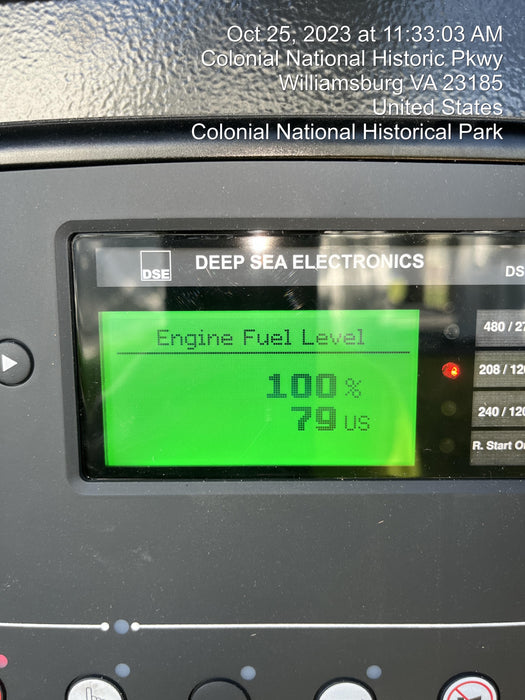 Oct 25, 2023 at 11:33:03 AM
Colonial National Historic Pkwy
Williamsburg VA 23185
United States
Colonial National Historical Park
DSE
DEEP SEA ELECTRONICS
DS
Engine Fuel Level
100 %
79 US
480 / 27
208 / 120
240 / 120
R. Start On